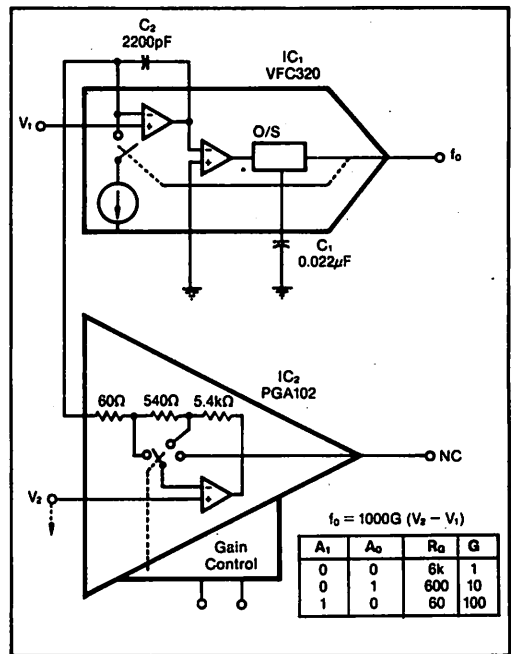 C₂
2200pF
IC₁
VFC320
V₁
O/S
f₀
C₁
0.022μF
IC₂
PGA102
60Ω 540Ω 5.4kΩ
NC
V₂
f₀ = 1000G (V₂ − V₁)
Gain
Control
A₁ A₀ R_G G
0 0 6k 1
0 1 600 10
1 0 60 100